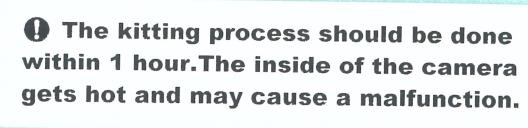 The kitting process should be done
within 1 hour.The inside of the camera
gets hot and may cause a malfunction.